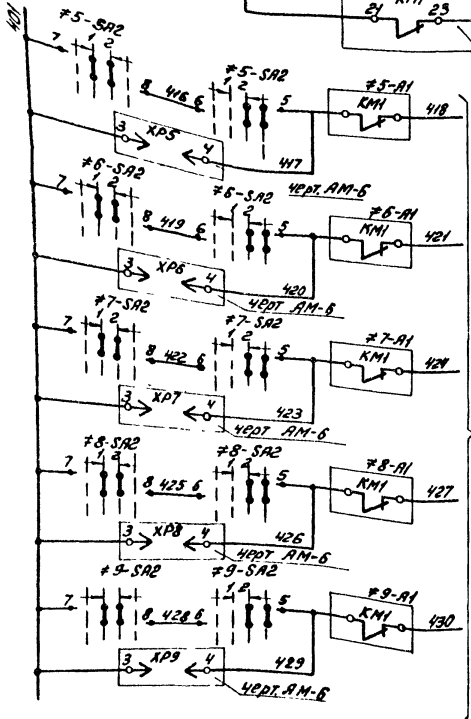 401
KM1
21 23
≠5-SA2
7 1 2
8 416 6
≠5-SA2
1 2 5
≠5-A1
KM1 418
3 XP5 4
417
черт. АМ-6
≠6-SA2
7 1 2
8 419 6
≠6-SA2
1 2 5
≠6-A1
KM1 421
3 XP6 4
420
черт АМ-6
≠7-SA2
7 1 2
8 422 6
≠7-SA2
1 2 5
≠7-A1
KM1 424
3 XP7 4
423
черт АМ-6
≠8-SA2
7 1 2
8 425 6
≠8-SA2
1 2 5
≠8-A1
KM1 427
3 XP8 4
426
черт АМ-6
≠9-SA2
7 1 2
8 428 6
≠9-SA2
1 2 5
≠9-A1
KM1 430
3 XP9 4
429
черт. АМ-6